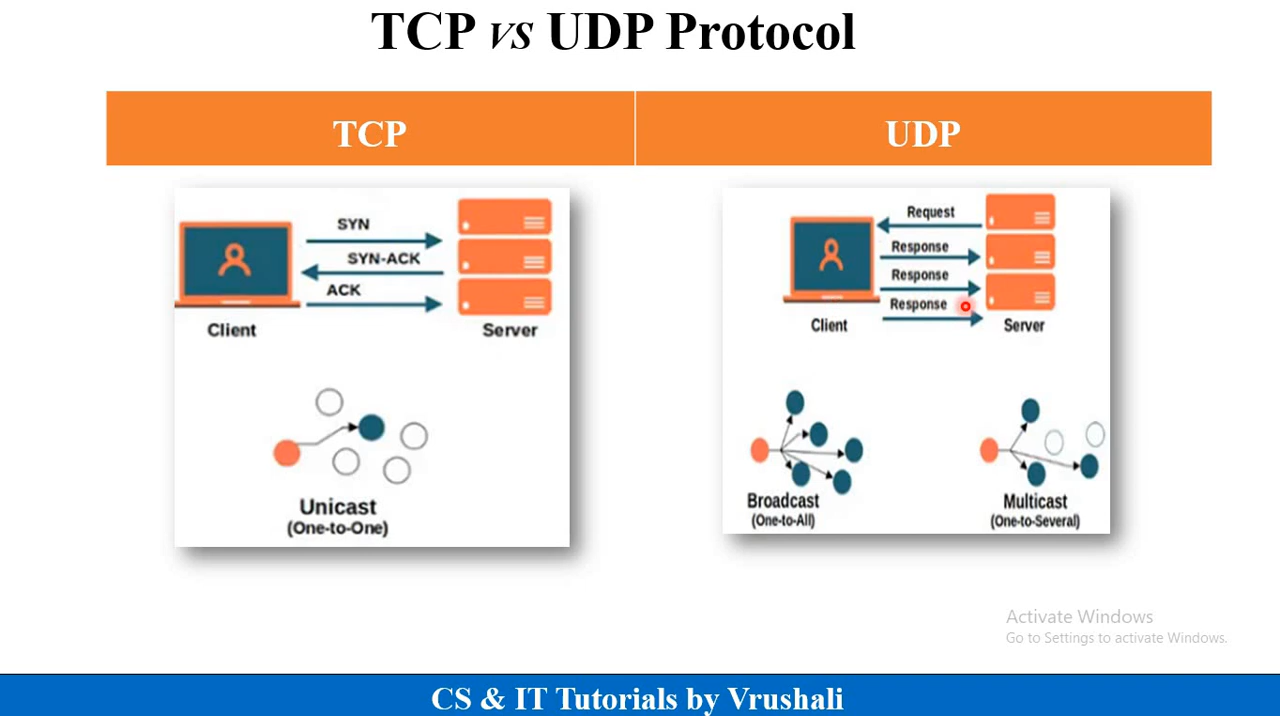 TCP vs UDP Protocol
TCP
UDP
SYN
SYN-ACK
ACK
Client
Server
Unicast
(One-to-One)
Request
Response
Response
Response
Client
Server
Broadcast
(One-to-All)
Multicast
(One-to-Several)
Activate Windows
Go to Settings to activate Windows.
CS & IT Tutorials by Vrushali